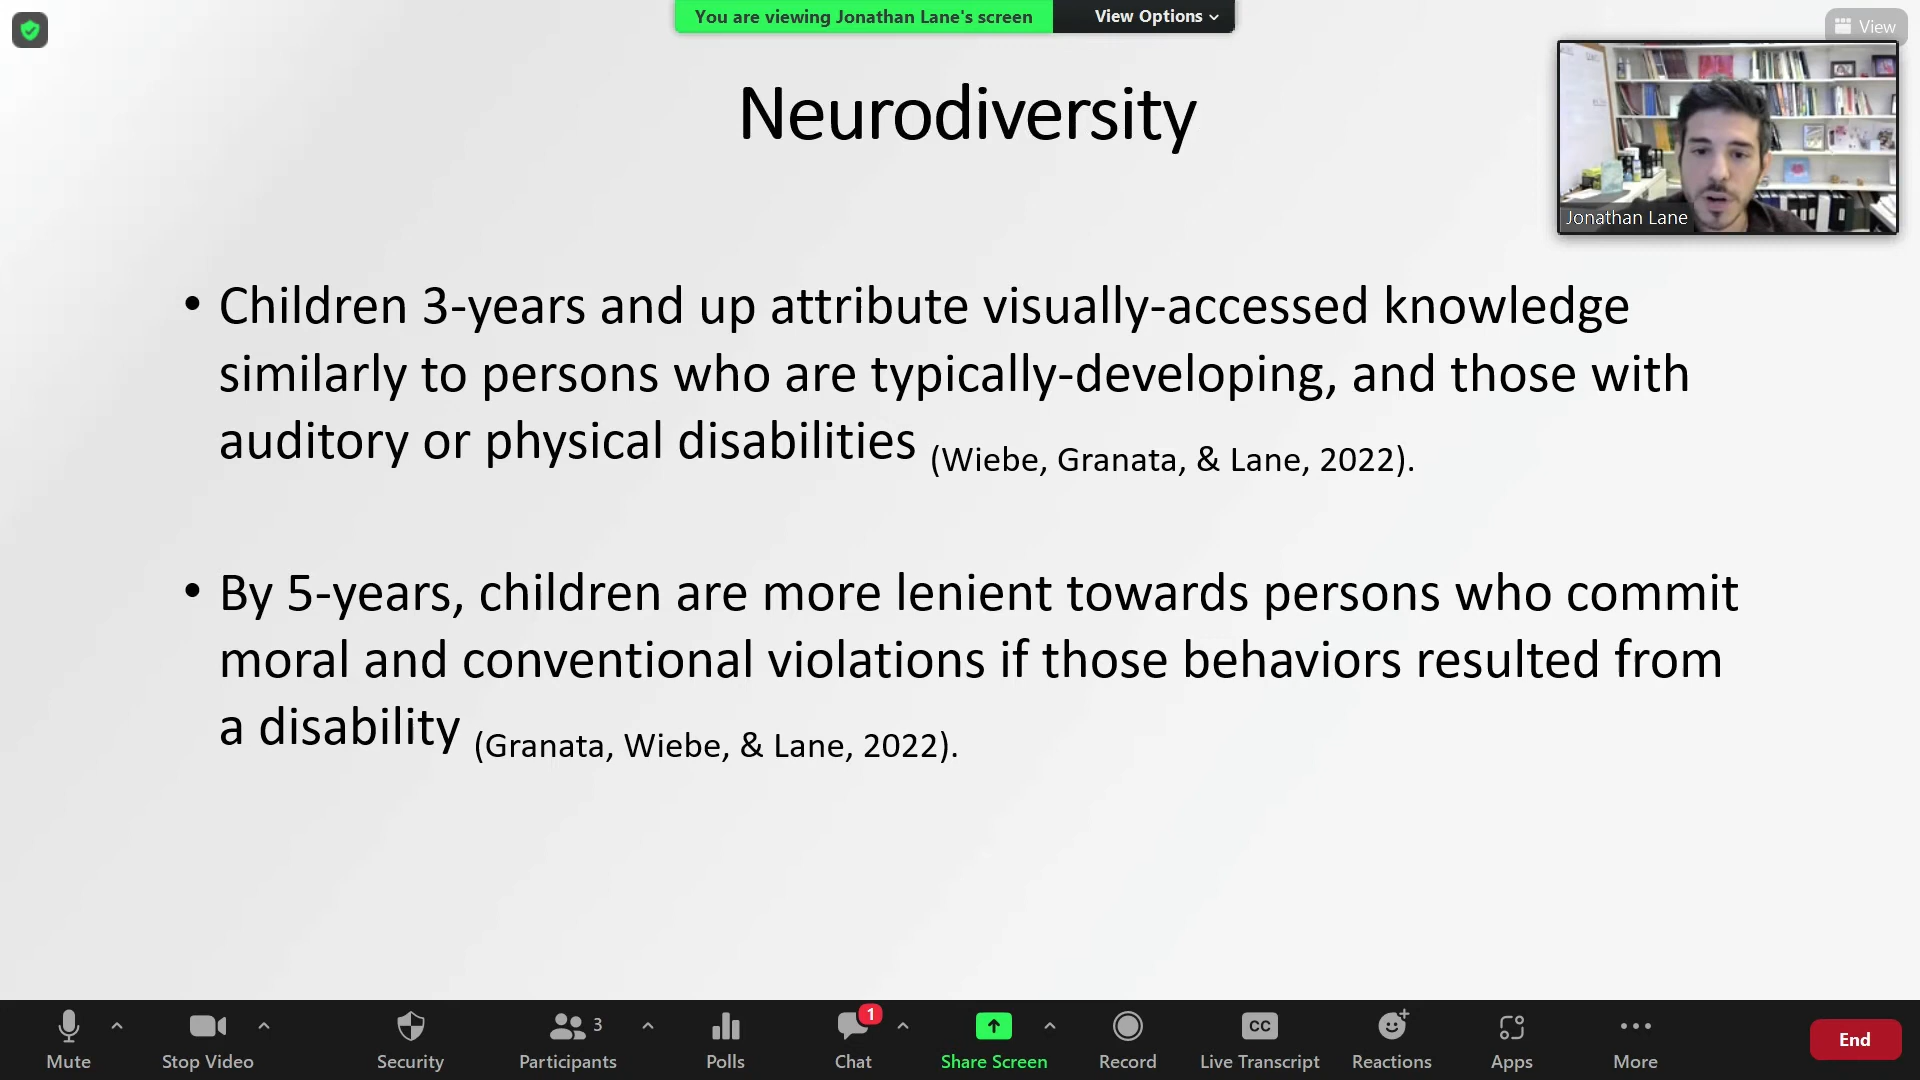 You are viewing Jonathan Lane's screen
View Options
View
Neurodiversity
Jonathan Lane
• Children 3-years and up attribute visually-accessed knowledge
similarly to persons who are typically-developing, and those with
auditory or physical disabilities (Wiebe, Granata, & Lane, 2022).
• By 5-years, children are more lenient towards persons who commit
moral and conventional violations if those behaviors resulted from
a disability (Granata, Wiebe, & Lane, 2022).
3
1
CC
Mute
Stop Video
Security
Participants
Polls
Chat
Share Screen
Record
Live Transcript
Reactions
Apps
More
End